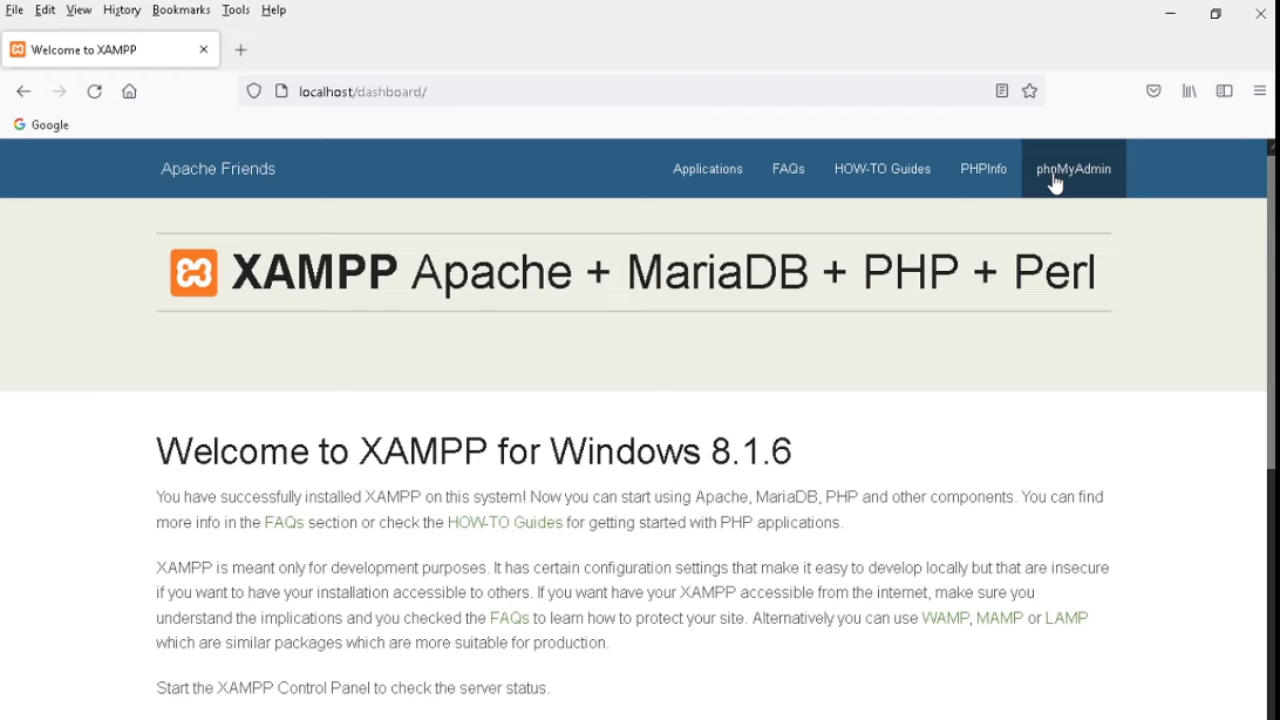 File Edit View History Bookmarks Tools Help
Welcome to XAMPP
localhost/dashboard/
Google
Apache Friends Applications FAQs HOW-TO Guides PHPInfo phpMyAdmin
XAMPP Apache + MariaDB + PHP + Perl
Welcome to XAMPP for Windows 8.1.6
You have successfully installed XAMPP on this system! Now you can start using Apache, MariaDB, PHP and other components. You can find
more info in the FAQs section or check the HOW-TO Guides for getting started with PHP applications.
XAMPP is meant only for development purposes. It has certain configuration settings that make it easy to develop locally but that are insecure
if you want to have your installation accessible to others. If you want have your XAMPP accessible from the internet, make sure you
understand the implications and you checked the FAQs to learn how to protect your site. Alternatively you can use WAMP, MAMP or LAMP
which are similar packages which are more suitable for production.
Start the XAMPP Control Panel to check the server status.